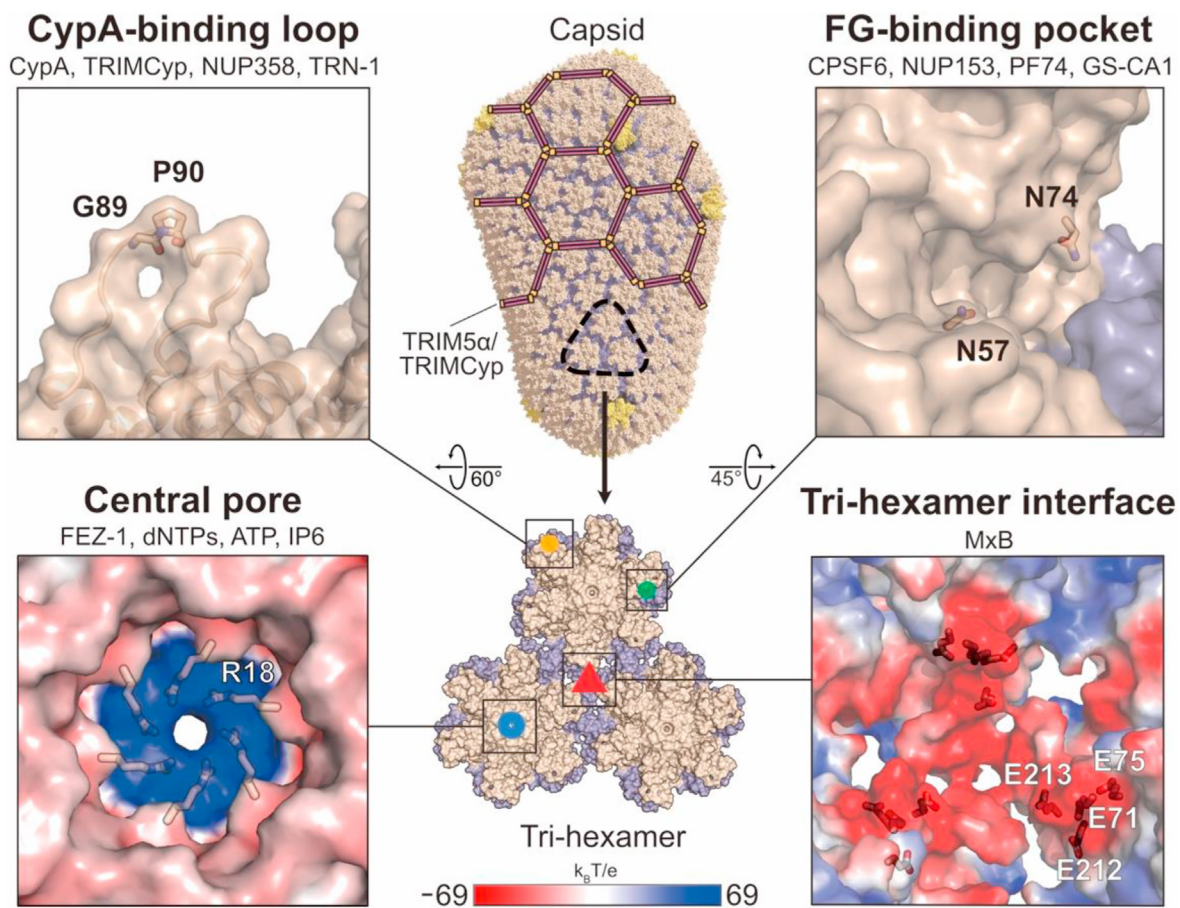 CypA-binding loop
CypA, TRIMCyp, NUP358, TRN-1
P90
G89
Capsid
TRIM5α/
TRIMCyp
FG-binding pocket
CPSF6, NUP153, PF74, GS-CA1
N74
N57
60°
45°
Central pore
FEZ-1, dNTPs, ATP, IP6
R18
Tri-hexamer
Tri-hexamer interface
MxB
E213
E75
E71
E212
kBT/e
−69
69